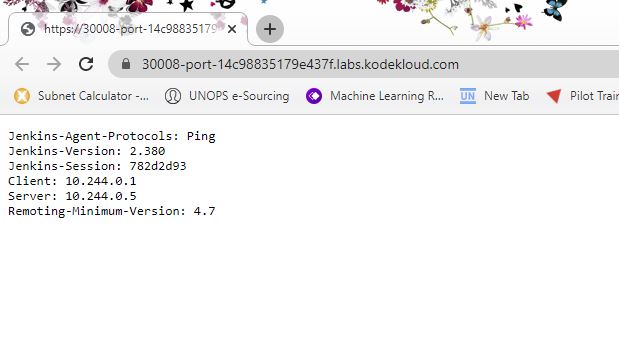 https://30008-port-14c98835179
30008-port-14c98835179e437f.labs.kodekloud.com
Subnet Calculator -... UNOPS e-Sourcing Machine Learning R... UN New Tab Pilot Train
Jenkins-Agent-Protocols: Ping
Jenkins-Version: 2.380
Jenkins-Session: 782d2d93
Client: 10.244.0.1
Server: 10.244.0.5
Remoting-Minimum-Version: 4.7